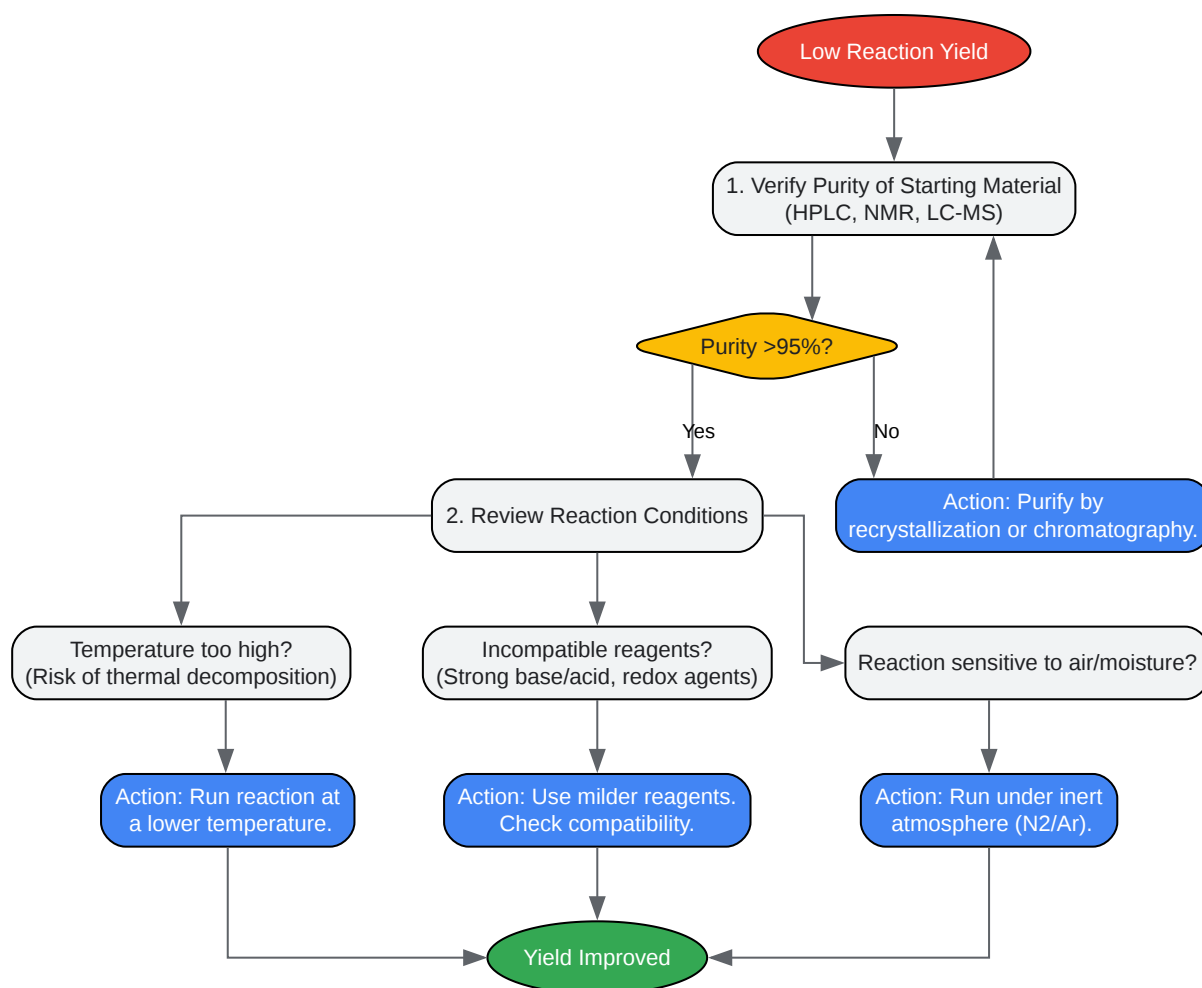 Low Reaction Yield
1. Verify Purity of Starting Material
(HPLC, NMR, LC-MS)
Purity >95%?
Yes
No
2. Review Reaction Conditions
Action: Purify by
recrystallization or chromatography.
Temperature too high?
(Risk of thermal decomposition)
Incompatible reagents?
(Strong base/acid, redox agents)
Reaction sensitive to air/moisture?
Action: Run reaction at
a lower temperature.
Action: Use milder reagents.
Check compatibility.
Action: Run under inert
atmosphere (N2/Ar).
Yield Improved